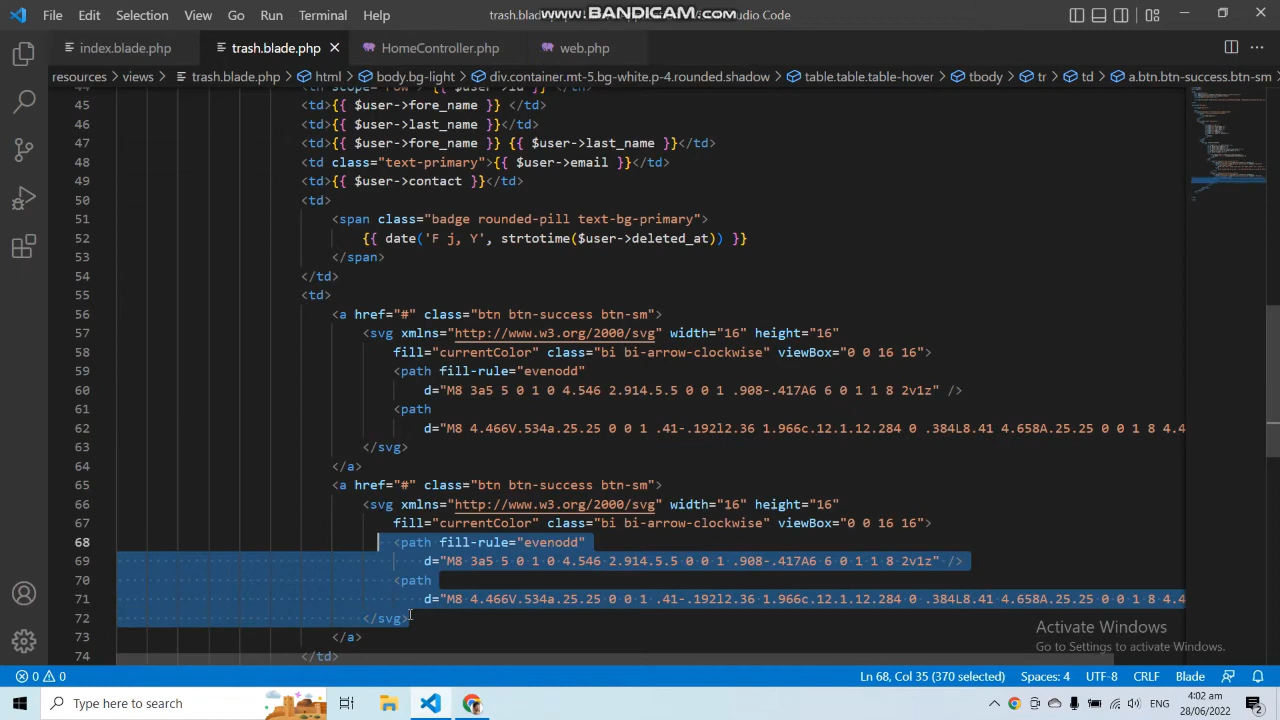 File Edit Selection View Go Run Terminal Help
www.BANDICAM.com
trash.blade.php
udio Code
index.blade.php trash.blade.php HomeController.php web.php
resources > views > trash.blade.php > html > body.bg-light > div.container.mt-5.bg-white.p-4.rounded.shadow > table.table.table-hover > tbody > tr > td > a.btn.btn-success.btn-sm >
44 <th scope="row"> {{ $user->id }} </th>
45 <td>{{ $user->fore_name }} </td>
46 <td>{{ $user->last_name }}</td>
47 <td>{{ $user->fore_name }} {{ $user->last_name }}</td>
48 <td class="text-primary">{{ $user->email }}</td>
49 <td>{{ $user->contact }}</td>
50 <td>
51 <span class="badge rounded-pill text-bg-primary">
52 {{ date('F j, Y', strtotime($user->deleted_at)) }}
53 </span>
54 </td>
55 <td>
56 <a href="#" class="btn btn-success btn-sm">
57 <svg xmlns="http://www.w3.org/2000/svg" width="16" height="16"
58 fill="currentColor" class="bi bi-arrow-clockwise" viewBox="0 0 16 16">
59 <path fill-rule="evenodd"
60 d="M8 3a5 5 0 1 0 4.546 2.914.5.5 0 0 1 .908-.417A6 6 0 1 1 8 2v1z" />
61 <path
62 d="M8 4.466V.534a.25.25 0 0 1 .41-.192l2.36 1.966c.12.1.12.284 0 .384L8.41 4.658A.25.25 0 0 1 8 4.4
63 </svg>
64 </a>
65 <a href="#" class="btn btn-success btn-sm">
66 <svg xmlns="http://www.w3.org/2000/svg" width="16" height="16"
67 fill="currentColor" class="bi bi-arrow-clockwise" viewBox="0 0 16 16">
68 <path fill-rule="evenodd"
69 d="M8 3a5 5 0 1 0 4.546 2.914.5.5 0 0 1 .908-.417A6 6 0 1 1 8 2v1z" />
70 <path
71 d="M8 4.466V.534a.25.25 0 0 1 .41-.192l2.36 1.966c.12.1.12.284 0 .384L8.41 4.658A.25.25 0 0 1 8 4.4
72 </svg>
73 </a>
74 </td>
Activate Windows
Go to Settings to activate Windows.
0 0 Ln 68, Col 35 (370 selected) Spaces: 4 UTF-8 CRLF Blade
Type here to search
ENG
4:02 am
28/06/2022
2